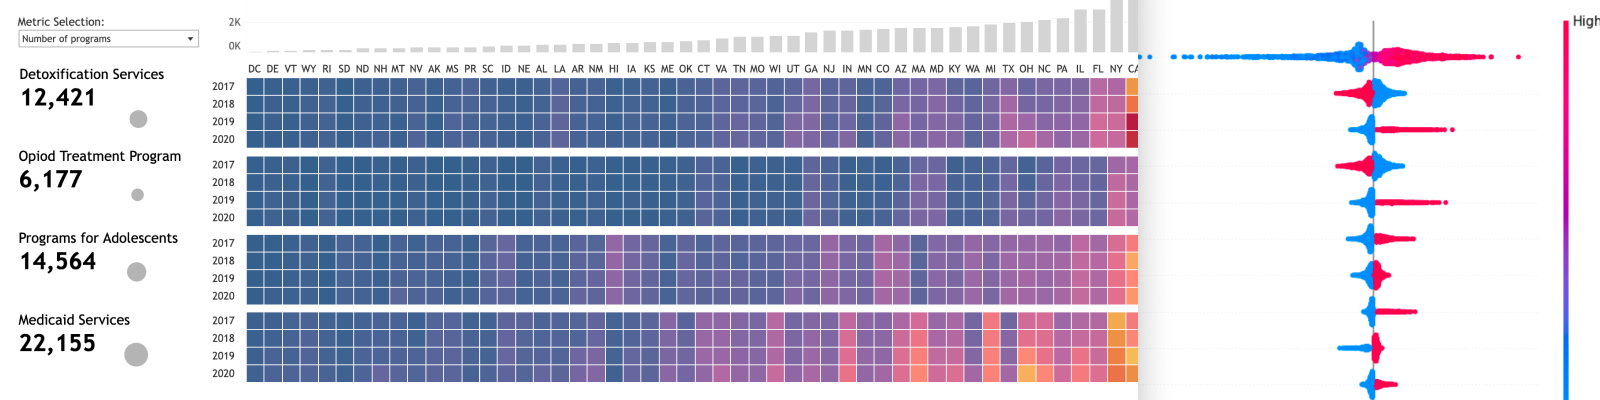 Metric Selection:
Number of programs
Detoxification Services
12,421
Opiod Treatment Program
6,177
Programs for Adolescents
14,564
Medicaid Services
22,155
2K
0K
DC DE VT WY RI SD ND NH MT NV AK MS PR SC ID NE AL LA AR NM HI IA KS ME OK CT VA TN MO WI UT GA NJ IN MN CO AZ MA MD KY WA MI TX OH NC PA IL FL NY CA
2017
2018
2019
2020
2017
2018
2019
2020
2017
2018
2019
2020
2017
2018
2019
2020
High